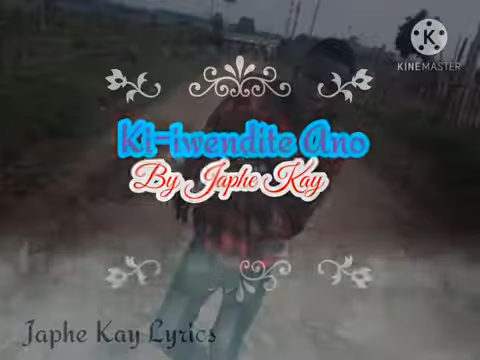 K
KINEMASTER
Ki-iwendite Ano
By Japhe Kay
Japhe Kay Lyrics